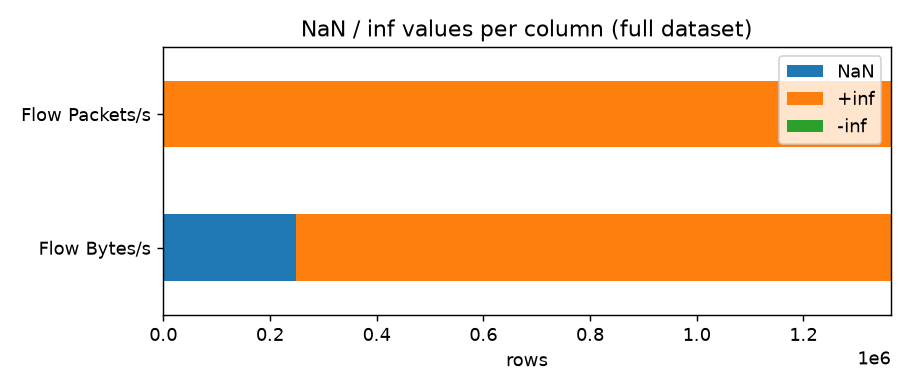 NaN / inf values per column (full dataset)
NaN
+inf
-inf
Flow Packets/s
Flow Bytes/s
0.0 0.2 0.4 0.6 0.8 1.0 1.2
1e6
rows